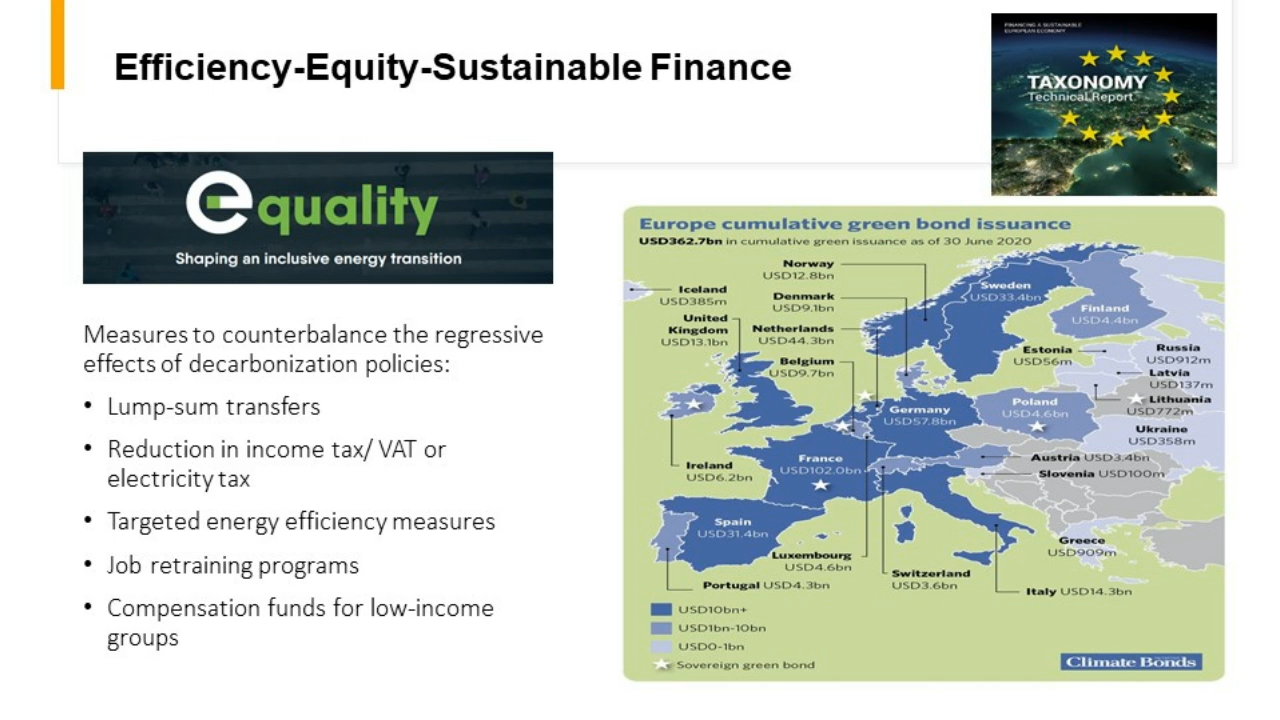 Efficiency-Equity-Sustainable Finance
FINANCING A SUSTAINABLE
EUROPEAN ECONOMY
TAXONOMY
Technical Report
equality
Shaping an inclusive energy transition
Measures to counterbalance the regressive
effects of decarbonization policies:
• Lump-sum transfers
• Reduction in income tax/ VAT or
electricity tax
• Targeted energy efficiency measures
• Job retraining programs
• Compensation funds for low-income
groups
Europe cumulative green bond issuance
USD362.7bn in cumulative green issuance as of 30 June 2020
Norway
USD12.8bn
Iceland
USD385m
Denmark
USD9.1bn
Sweden
USD33.4bn
Finland
USD4.4bn
United
Kingdom
USD13.1bn
Netherlands
USD44.3bn
Belgium
USD9.7bn
Estonia
USD56m
Russia
USD912m
Latvia
USD137m
Lithuania
USD772m
Germany
USD57.8bn
Poland
USD4.6bn
Ukraine
USD358m
Austria USD3.4bn
Slovenia USD100m
Ireland
USD6.2bn
France
USD102.0bn
Spain
USD31.4bn
Greece
USD909m
Luxembourg
USD4.6bn
Switzerland
USD3.6bn
Portugal USD4.3bn
Italy USD14.3bn
USD10bn+
USD1bn-10bn
USD0-1bn
Sovereign green bond
Climate Bonds